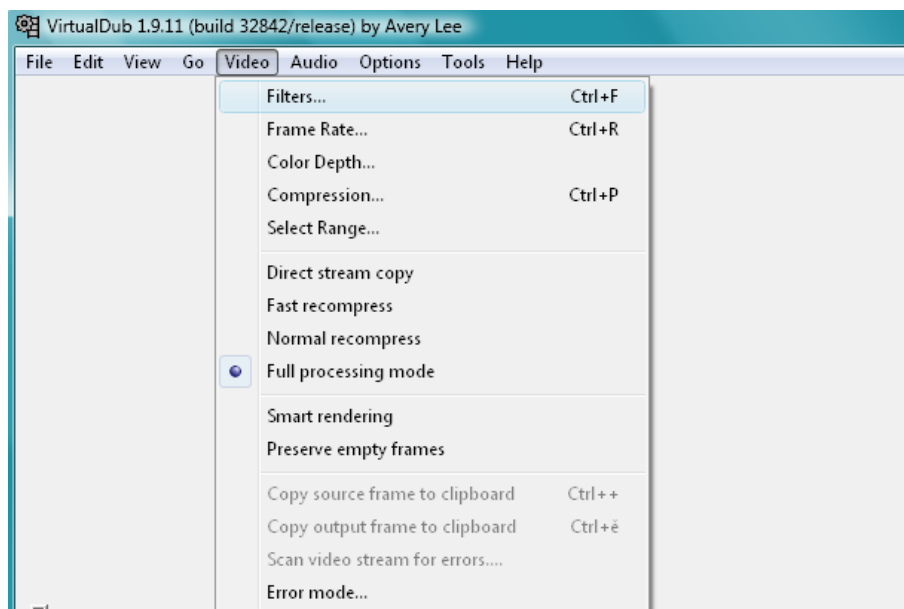 VirtualDub 1.9.11 (build 32842/release) by Avery Lee
File Edit View Go Video Audio Options Tools Help
Filters... Ctrl+F
Frame Rate... Ctrl+R
Color Depth...
Compression... Ctrl+P
Select Range...
Direct stream copy
Fast recompress
Normal recompress
Full processing mode
Smart rendering
Preserve empty frames
Copy source frame to clipboard Ctrl++
Copy output frame to clipboard Ctrl+é
Scan video stream for errors....
Error mode...